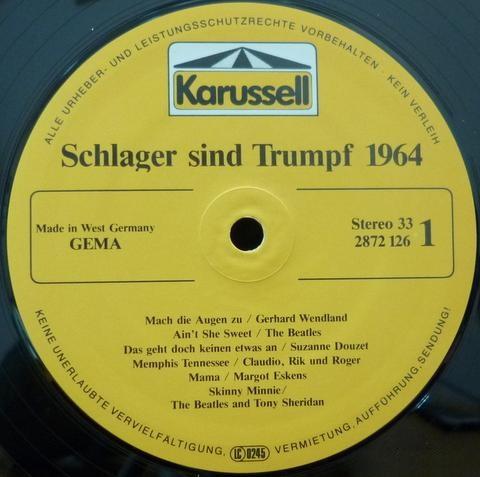 ALLE URHEBER- UND LEISTUNGSSCHUTZRECHTE VORBEHALTEN · KEIN VERLEIH
Karussell
Schlager sind Trumpf 1964
Made in West Germany
GEMA
Stereo 33
2872 126
1
Mach die Augen zu / Gerhard Wendland
Ain't She Sweet / The Beatles
Das geht doch keinen etwas an / Suzanne Douzet
Memphis Tennessee / Claudio, Rik und Roger
Mama / Margot Eskens
Skinny Minnie/
The Beatles and Tony Sheridan
KEINE UNERLAUBTE VERVIELFÄLTIGUNG, LC 0245 VERMIETUNG, AUFFÜHRUNG, SENDUNG!